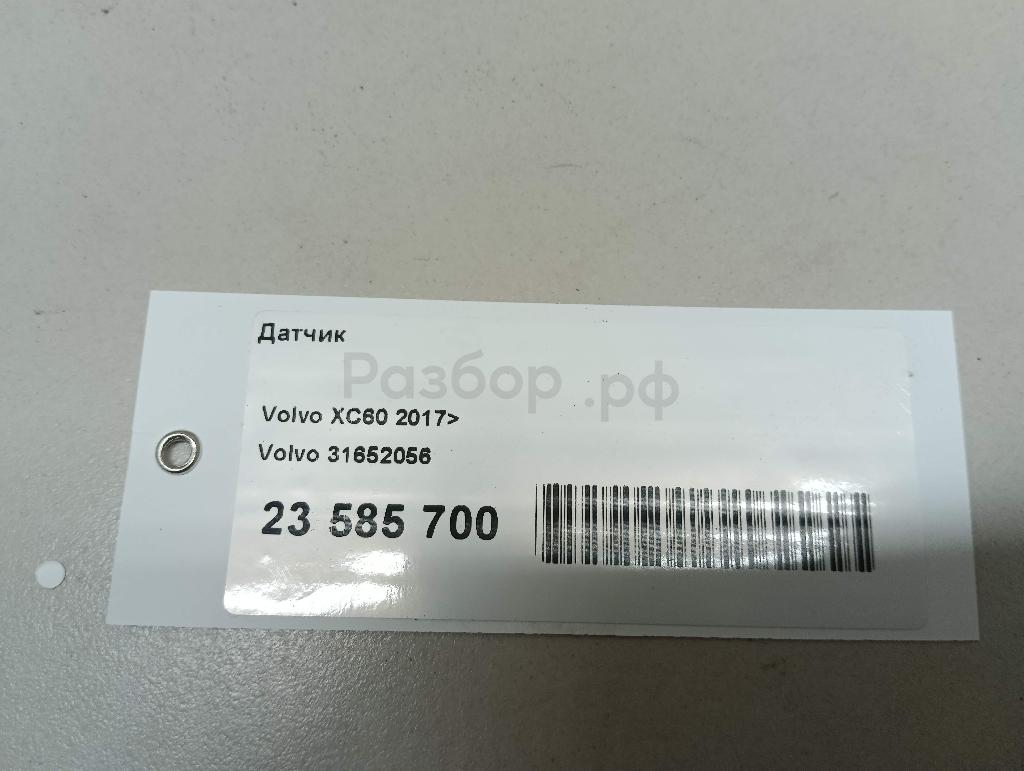 Датчик
Разбор.рф
Volvo XC60 2017>
Volvo 31652056
23 585 700